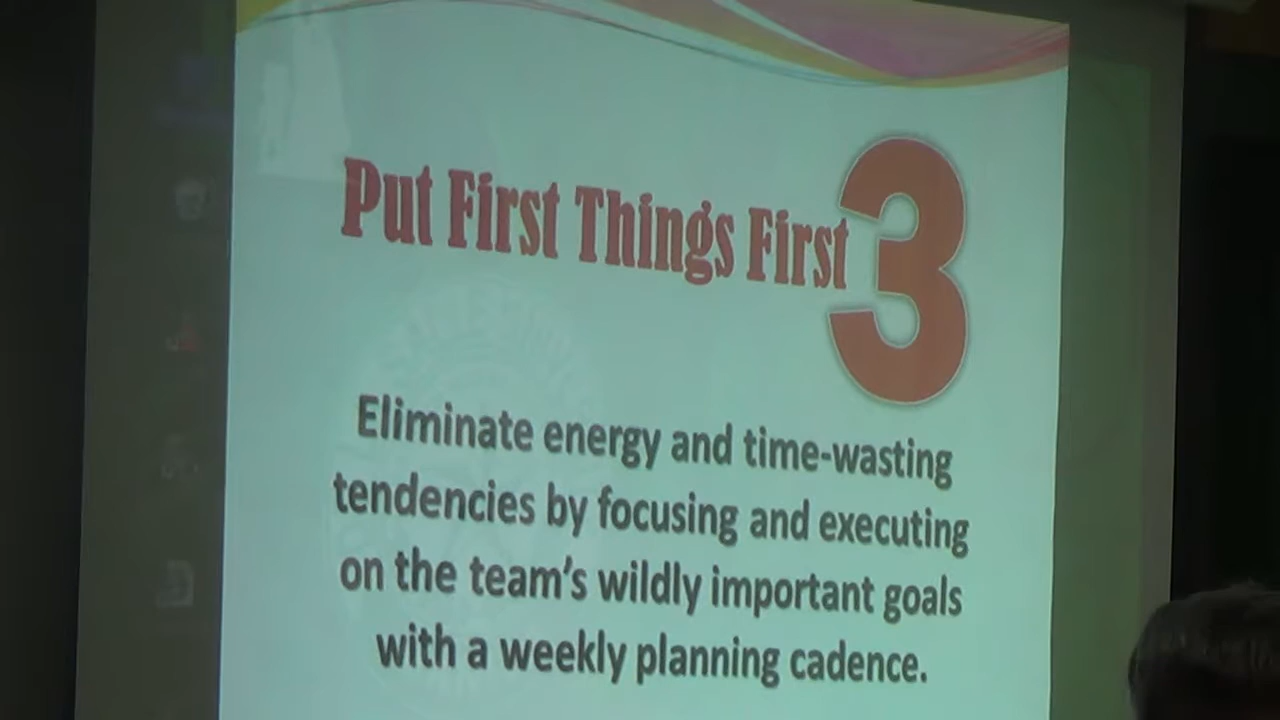 Put First Things First 3
Eliminate energy and time-wasting
tendencies by focusing and executing
on the team's wildly important goals
with a weekly planning cadence.